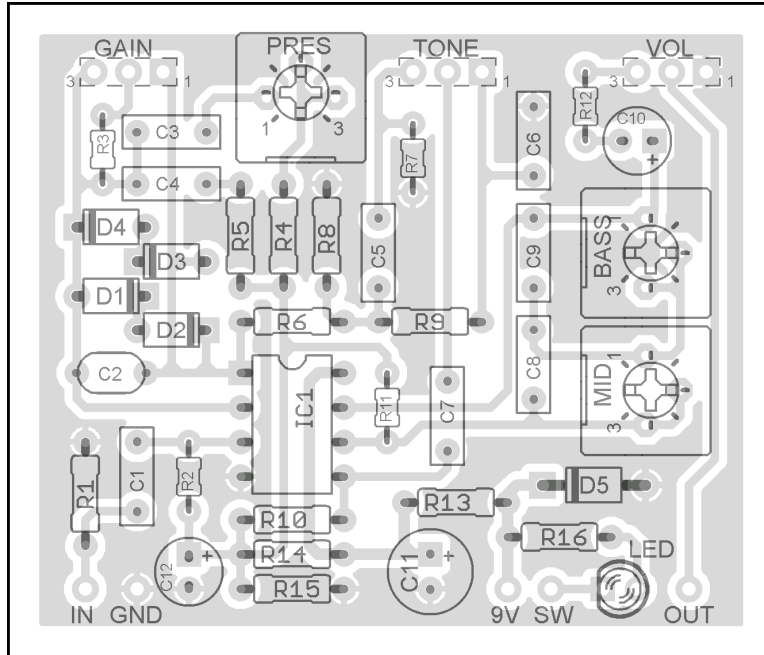 GAIN PRES TONE VOL
3 1 3 1 3 1
1 3
R3 C3 R7 C6 R12 C10 +
C4
D4 R5 R4 R8 C5 C9 BASS 1 3
D3
D1
D2 R6 R9
C2 IC1 R11 C7 C8 MID 1 3
R1 C1 R2 D5
R10 R13
C12 + R14 C11 + R16 LED
R15
IN GND 9V SW OUT